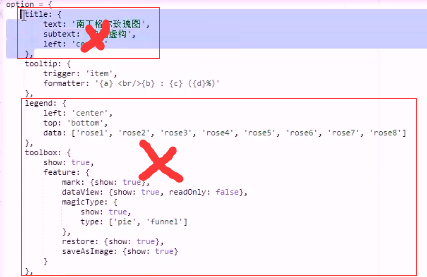 option = {
title: {
text: '南丁格尔玫瑰图',
subtext: '虚构',
left: 'ce
},
tooltip: {
trigger: 'item',
formatter: '{a} <br/>{b} : {c} ({d}%)'
},
legend: {
left: 'center',
top: 'bottom',
data: ['rose1', 'rose2', 'rose3', 'rose4', 'rose5', 'rose6', 'rose7', 'rose8']
},
toolbox: {
show: true,
feature: {
mark: {show: true},
dataView: {show: true, readOnly: false},
magicType: {
show: true,
type: ['pie', 'funnel']
},
restore: {show: true},
saveAsImage: {show: true}
}
},